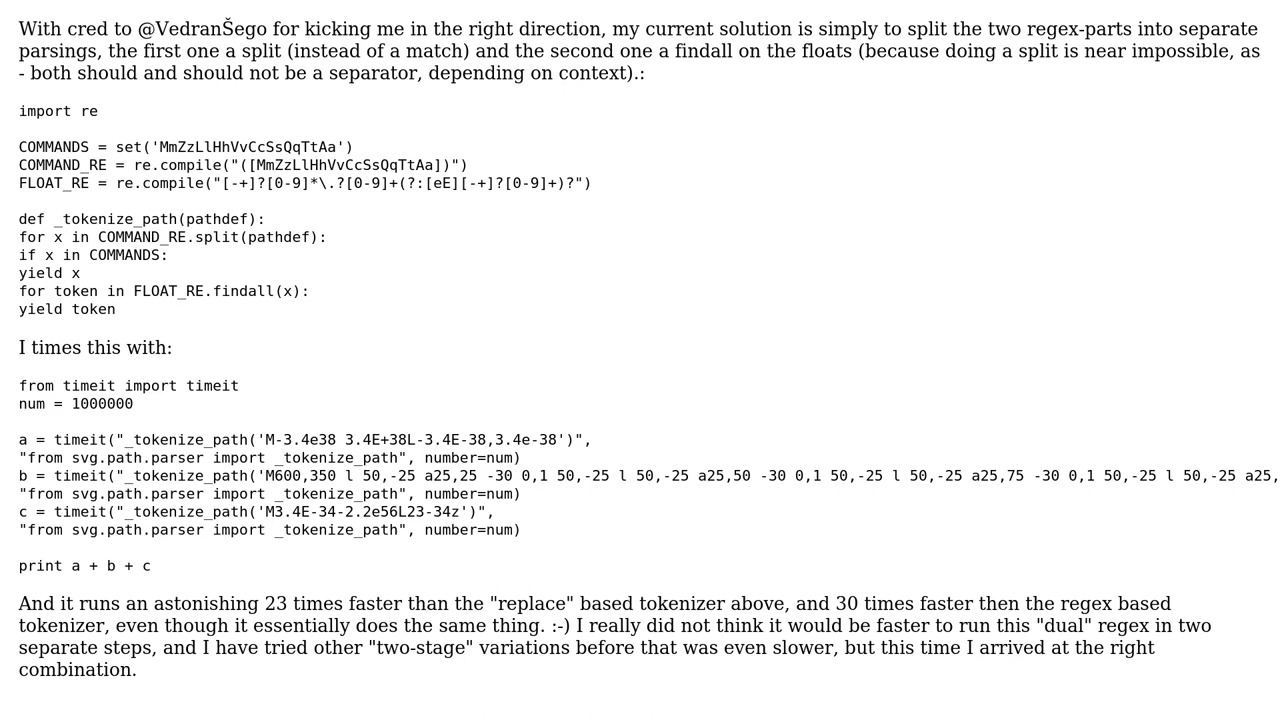 With cred to @VedranŠego for kicking me in the right direction, my current solution is simply to split the two regex-parts into separate
parsings, the first one a split (instead of a match) and the second one a findall on the floats (because doing a split is near impossible, as
- both should and should not be a separator, depending on context).:
import re
COMMANDS = set('MmZzLlHhVvCcSsQqTtAa')
COMMAND_RE = re.compile("([MmZzLlHhVvCcSsQqTtAa])")
FLOAT_RE = re.compile("[-+]?[0-9]*\.?[0-9]+(?:[eE][-+]?[0-9]+)?")
def _tokenize_path(pathdef):
for x in COMMAND_RE.split(pathdef):
if x in COMMANDS:
yield x
for token in FLOAT_RE.findall(x):
yield token
I times this with:
from timeit import timeit
num = 1000000
a = timeit("_tokenize_path('M-3.4e38 3.4E+38L-3.4E-38,3.4e-38')",
"from svg.path.parser import _tokenize_path", number=num)
b = timeit("_tokenize_path('M600,350 l 50,-25 a25,25 -30 0,1 50,-25 l 50,-25 a25,50 -30 0,1 50,-25 l 50,-25 a25,75 -30 0,1 50,-25 l 50,-25 a25,
"from svg.path.parser import _tokenize_path", number=num)
c = timeit("_tokenize_path('M3.4E-34-2.2e56L23-34z')",
"from svg.path.parser import _tokenize_path", number=num)
print a + b + c
And it runs an astonishing 23 times faster than the "replace" based tokenizer above, and 30 times faster then the regex based
tokenizer, even though it essentially does the same thing. :-) I really did not think it would be faster to run this "dual" regex in two
separate steps, and I have tried other "two-stage" variations before that was even slower, but this time I arrived at the right
combination.